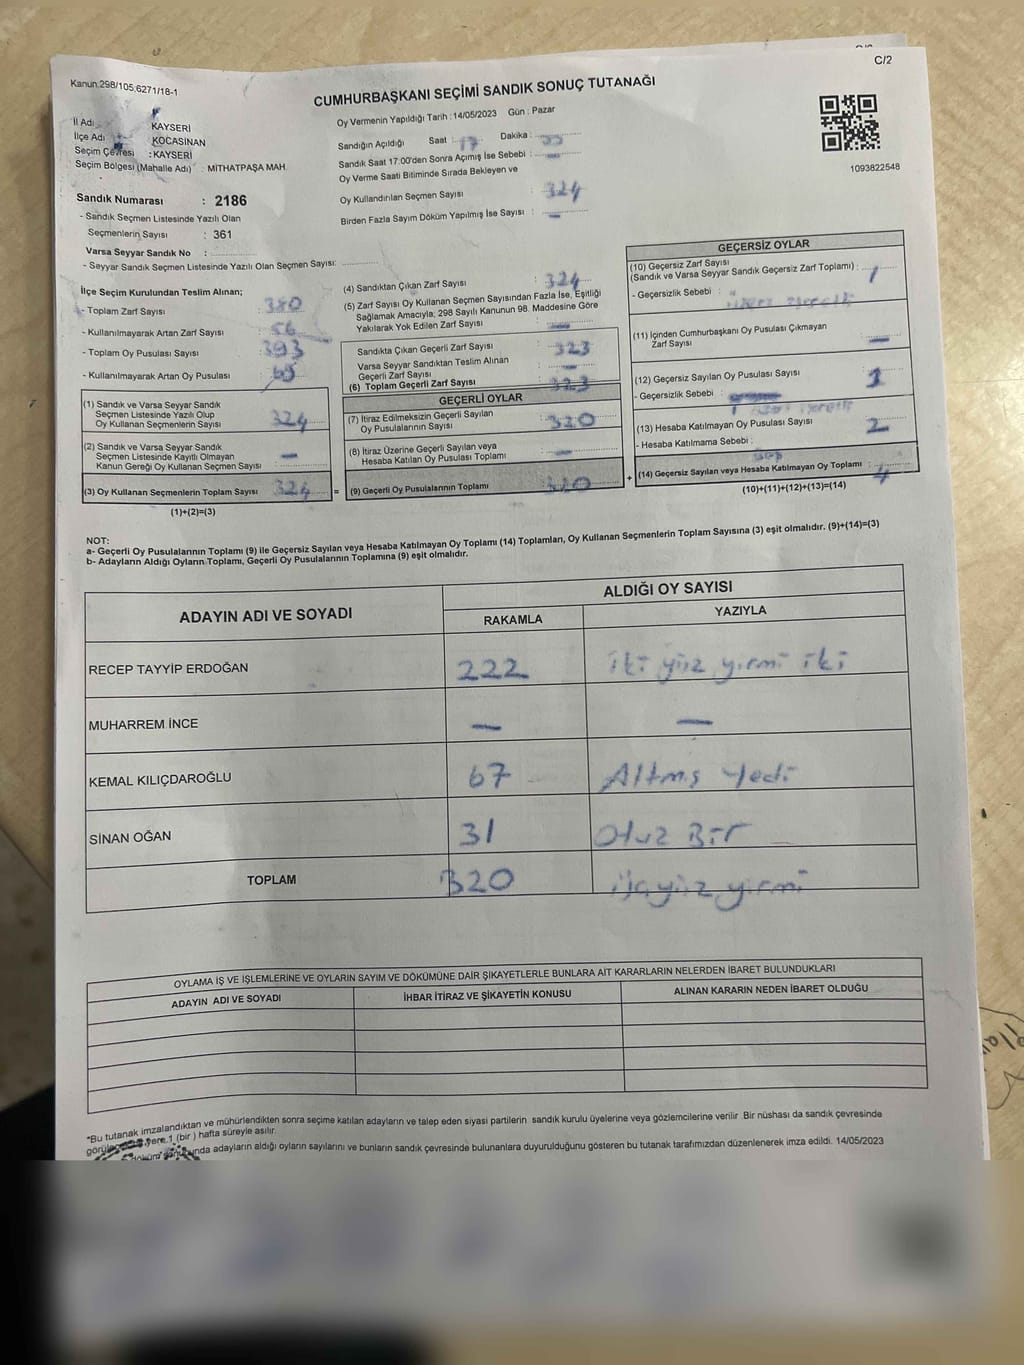 C/2
Kanun:298/105;6271/18-1
CUMHURBAŞKANI SEÇİMİ SANDIK SONUÇ TUTANAĞI
Oy Vermenin Yapıldığı Tarih : 14/05/2023 Gün : Pazar
İl Adı KAYSERİ
İlçe Adı KOCASİNAN
Seçim Çevresi : KAYSERİ
Seçim Bölgesi (Mahalle Adı) : MİTHATPAŞA MAH
Sandık Numarası : 2186
- Sandık Seçmen Listesinde Yazılı Olan
Seçmenlerin Sayısı : 361
Varsa Seyyar Sandık No :
- Seyyar Sandık Seçmen Listesinde Yazılı Olan Seçmen Sayısı:
Sandığın Açıldığı Saat : 17 Dakika :
Sandık Saat 17:00'den Sonra Açımış İse Sebebi : —
Oy Verme Saati Bitiminde Sırada Bekleyen ve
Oy Kullandırılan Seçmen Sayısı : 324
Birden Fazla Sayım Döküm Yapılmış İse Sayısı : —
1093822548
İlçe Seçim Kurulundan Teslim Alınan;
- Toplam Zarf Sayısı : 380
- Kullanılmayarak Artan Zarf Sayısı : 56
- Toplam Oy Pusulası Sayısı : 393
- Kullanılmayarak Artan Oy Pusulası :
(1) Sandık ve Varsa Seyyar Sandık
Seçmen Listesinde Yazılı Olup
Oy Kullanan Seçmenlerin Sayısı : 324
(2) Sandık ve Varsa Seyyar Sandık
Seçmen Listesinde Kayıtlı Olmayan
Kanun Gereği Oy Kullanan Seçmen Sayısı : —
(3) Oy Kullanan Seçmenlerin Toplam Sayısı : 324 =
(1)+(2)=(3)
(4) Sandıktan Çıkan Zarf Sayısı : 324
(5) Zarf Sayısı Oy Kullanan Seçmen Sayısından Fazla İse, Eşitliği
Sağlamak Amacıyla; 298 Sayılı Kanunun 98. Maddesine Göre
Yakılarak Yok Edilen Zarf Sayısı : —
Sandıkta Çıkan Geçerli Zarf Sayısı : 323
Varsa Seyyar Sandıktan Teslim Alınan
Geçerli Zarf Sayısı : —
(6) Toplam Geçerli Zarf Sayısı : 323
GEÇERLİ OYLAR
(7) İtiraz Edilmeksizin Geçerli Sayılan
Oy Pusulasının Sayısı : 320
(8) İtiraz Üzerine Geçerli Sayılan veya
Hesaba Katılan Oy Pusulası Toplamı : —
(9) Geçerli Oy Pusulalarının Toplamı : 320 +
GEÇERSİZ OYLAR
(10) Geçersiz Zarf Sayısı
(Sandık ve Varsa Seyyar Sandık Geçersiz Zarf Toplamı) : 1
- Geçersizlik Sebebi :
(11) İçinden Cumhurbaşkanı Oy Pusulası Çıkmayan
Zarf Sayısı : —
(12) Geçersiz Sayılan Oy Pusulası Sayısı : 1
- Geçersizlik Sebebi :
(13) Hesaba Katılmayan Oy Pusulası Sayısı : 2
- Hesaba Katılmama Sebebi :
(14) Geçersiz Sayılan veya Hesaba Katılmayan Oy Toplamı : 4
(10)+(11)+(12)+(13)=(14)
NOT:
a- Geçerli Oy Pusulalarının Toplamı (9) ile Geçersiz Sayılan veya Hesaba Katılmayan Oy Toplamı (14) Toplamları, Oy Kullanan Seçmenlerin Toplam Sayısına (3) eşit olmalıdır. (9)+(14)=(3)
b- Adayların Aldığı Oyların Toplamı, Geçerli Oy Pusulalarının Toplamına (9) eşit olmalıdır.
ADAYIN ADI VE SOYADI ALDIĞI OY SAYISI
RAKAMLA YAZIYLA
RECEP TAYYİP ERDOĞAN 222 iki yüz yirmi iki
MUHARREM İNCE — —
KEMAL KILIÇDAROĞLU 67 Altmış Yedi
SİNAN OĞAN 31 Otuz Bir
TOPLAM 320 üçyüz yirmi
OYLAMA İŞ VE İŞLEMLERİNE VE OYLARIN SAYIM VE DÖKÜMÜNE DAİR ŞİKAYETLERLE BUNLARA AİT KARARLARIN NELERDEN İBARET BULUNDUKLARI
ADAYIN ADI VE SOYADI İHBAR İTİRAZ VE ŞİKAYETİN KONUSU ALINAN KARARIN NEDEN İBARET OLDUĞU
*Bu tutanak imzalandıktan ve mühürlendikten sonra seçime katılan adayların ve talep eden siyasi partilerin sandık kurulu üyelerine veya gözlemcilerine verilir Bir nüshası da sandık çevresinde
yere 1 (bir ) hafta süreyle asılır.
adayların aldığı oyların sayılarını ve bunların sandık çevresinde bulunanlara duyurulduğunu gösteren bu tutanak tarafımızdan düzenlenerek imza edildi. 14/05/2023